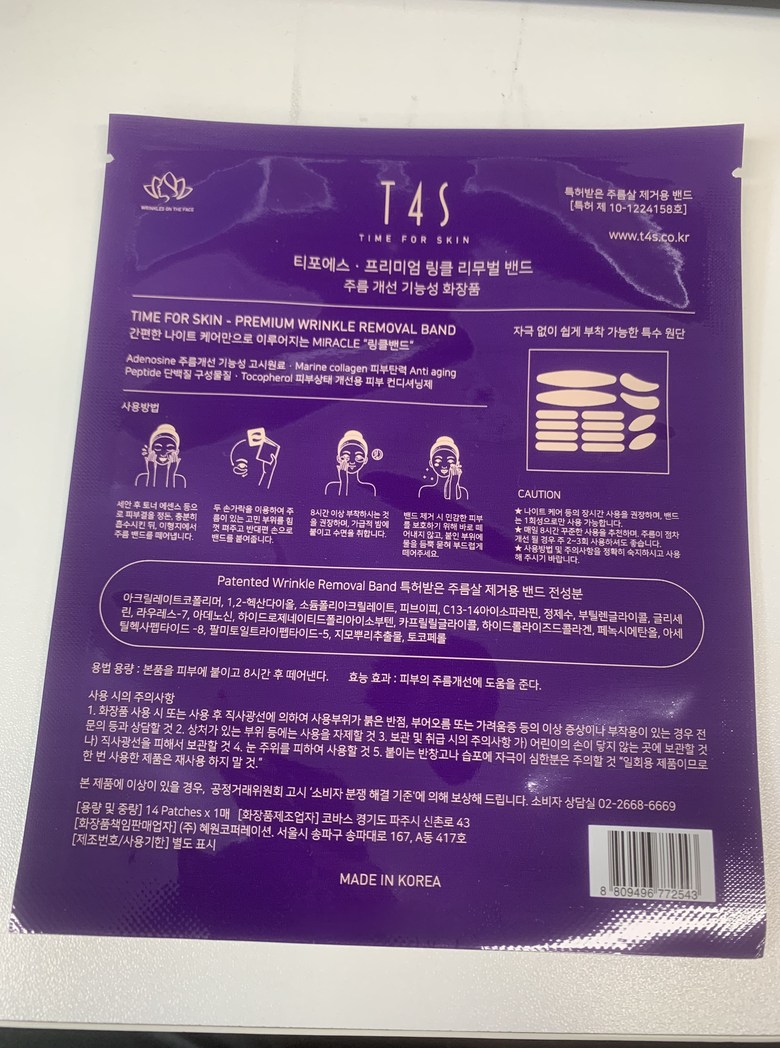 WRINKLES ON THE FACE
T4S
TIME FOR SKIN
특허받은 주름살 제거용 밴드
[특허 제 10-1224158호]
www.t4s.co.kr
티포에스 · 프리미엄 링클 리무벌 밴드
주름 개선 기능성 화장품
TIME FOR SKIN - PREMIUM WRINKLE REMOVAL BAND
간편한 나이트 케어만으로 이루어지는 MIRACLE "링클밴드"
Adenosine 주름개선 기능성 고시원료 · Marine collagen 피부탄력 Anti aging
Peptide 단백질 구성물질 · Tocopherol 피부상태 개선용 피부 컨디셔닝제
자극 없이 쉽게 부착 가능한 특수 원단
사용방법
세안 후 토너 에센스 등으
로 피부결을 정돈, 충분히
흡수시킨 뒤, 이형지에서
주름 밴드를 떼어냅니다.
두 손가락을 이용하여 주
름이 있는 고민 부위를 힘
껏 펴주고 반대편 손으로
밴드를 붙여줍니다.
8시간 이상 부착하시는 것
을 권장하며, 가급적 밤에
붙이고 수면을 취합니다.
밴드 제거 시 민감한 피부
를 보호하기 위해 바로 떼
어내지 않고, 붙인 부위에
물을 듬뿍 묻혀 부드럽게
떼어주세요.
CAUTION
★ 나이트 케어 등의 장시간 사용을 권장하며, 밴드
는 1회성으로만 사용 가능합니다.
★ 매일 8시간 꾸준한 사용을 추천하며, 주름이 점차
개선 될 경우 주 2~3회 사용하셔도 좋습니다.
★ 사용방법 및 주의사항을 정확히 숙지하시고 사용
해 주시기 바랍니다.
Patented Wrinkle Removal Band 특허받은 주름살 제거용 밴드 전성분
아크릴레이트코폴리머, 1,2-헥산다이올, 소듐폴리아크릴레이트, 피브이피, C13-14아이소파라핀, 정제수, 부틸렌글라이콜, 글리세
린, 라우레스-7, 아데노신, 하이드로제네이티드폴리아이소부텐, 카프릴릴글라이콜, 하이드롤라이즈드콜라겐, 페녹시에탄올, 아세
틸헥사펩타이드 -8, 팔미토일트라이펩타이드-5, 지모뿌리추출물, 토코페롤
용법 용량 : 본품을 피부에 붙이고 8시간 후 떼어낸다. 효능 효과 : 피부의 주름개선에 도움을 준다.
사용 시의 주의사항
1. 화장품 사용 시 또는 사용 후 직사광선에 의하여 사용부위가 붉은 반점, 부어오름 또는 가려움증 등의 이상 증상이나 부작용이 있는 경우 전
문의 등과 상담할 것 2. 상처가 있는 부위 등에는 사용을 자제할 것 3. 보관 및 취급 시의 주의사항 가) 어린이의 손이 닿지 않는 곳에 보관할 것
나) 직사광선을 피해서 보관할 것 4. 눈 주위를 피하여 사용할 것 5. 붙이는 반창고나 습포에 자극이 심한분은 주의할 것 "일회용 제품이므로
한 번 사용한 제품은 재사용 하지 말 것."
본 제품에 이상이 있을 경우, 공정거래위원회 고시 '소비자 분쟁 해결 기준'에 의해 보상해 드립니다. 소비자 상담실 02-2668-6669
[용량 및 중량] 14 Patches x 1매 [화장품제조업자] 코바스 경기도 파주시 신촌로 43
[화장품책임판매업자] (주) 혜원코퍼레이션. 서울시 송파구 송파대로 167, A동 417호
[제조번호/사용기한] 별도 표시
MADE IN KOREA
8 809496 772543